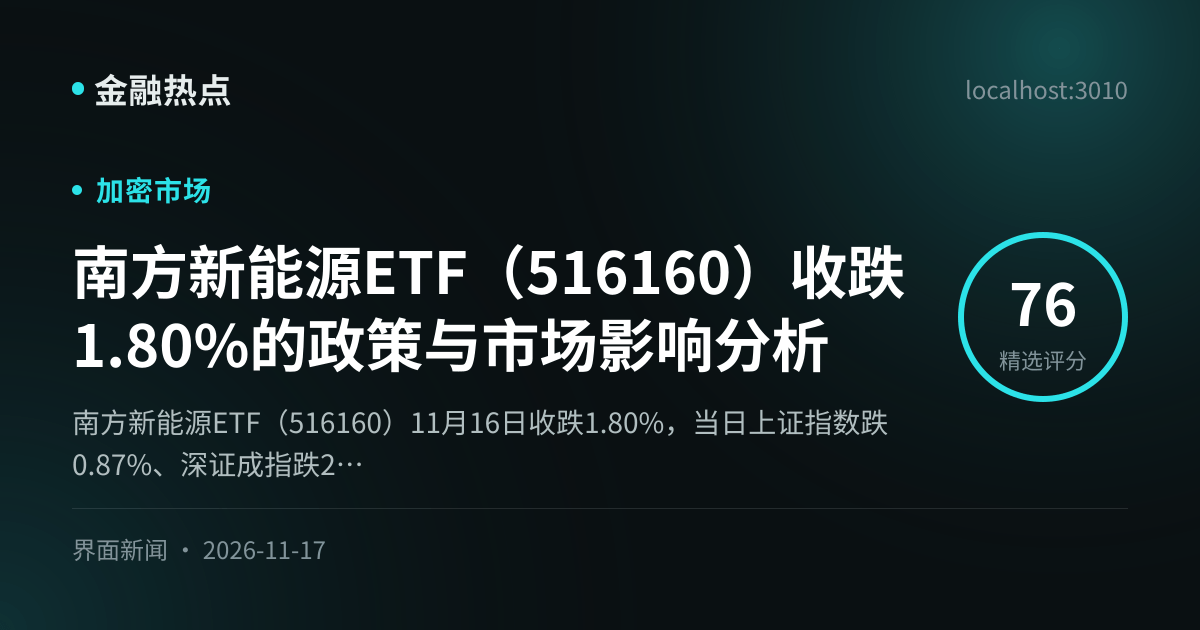 金融热点
localhost:3010
加密市场
南方新能源ETF（516160）收跌
1.80%的政策与市场影响分析
76
精选评分
南方新能源ETF（516160）11月16日收跌1.80%，当日上证指数跌
0.87%、深证成指跌2…
界面新闻 · 2026-11-17